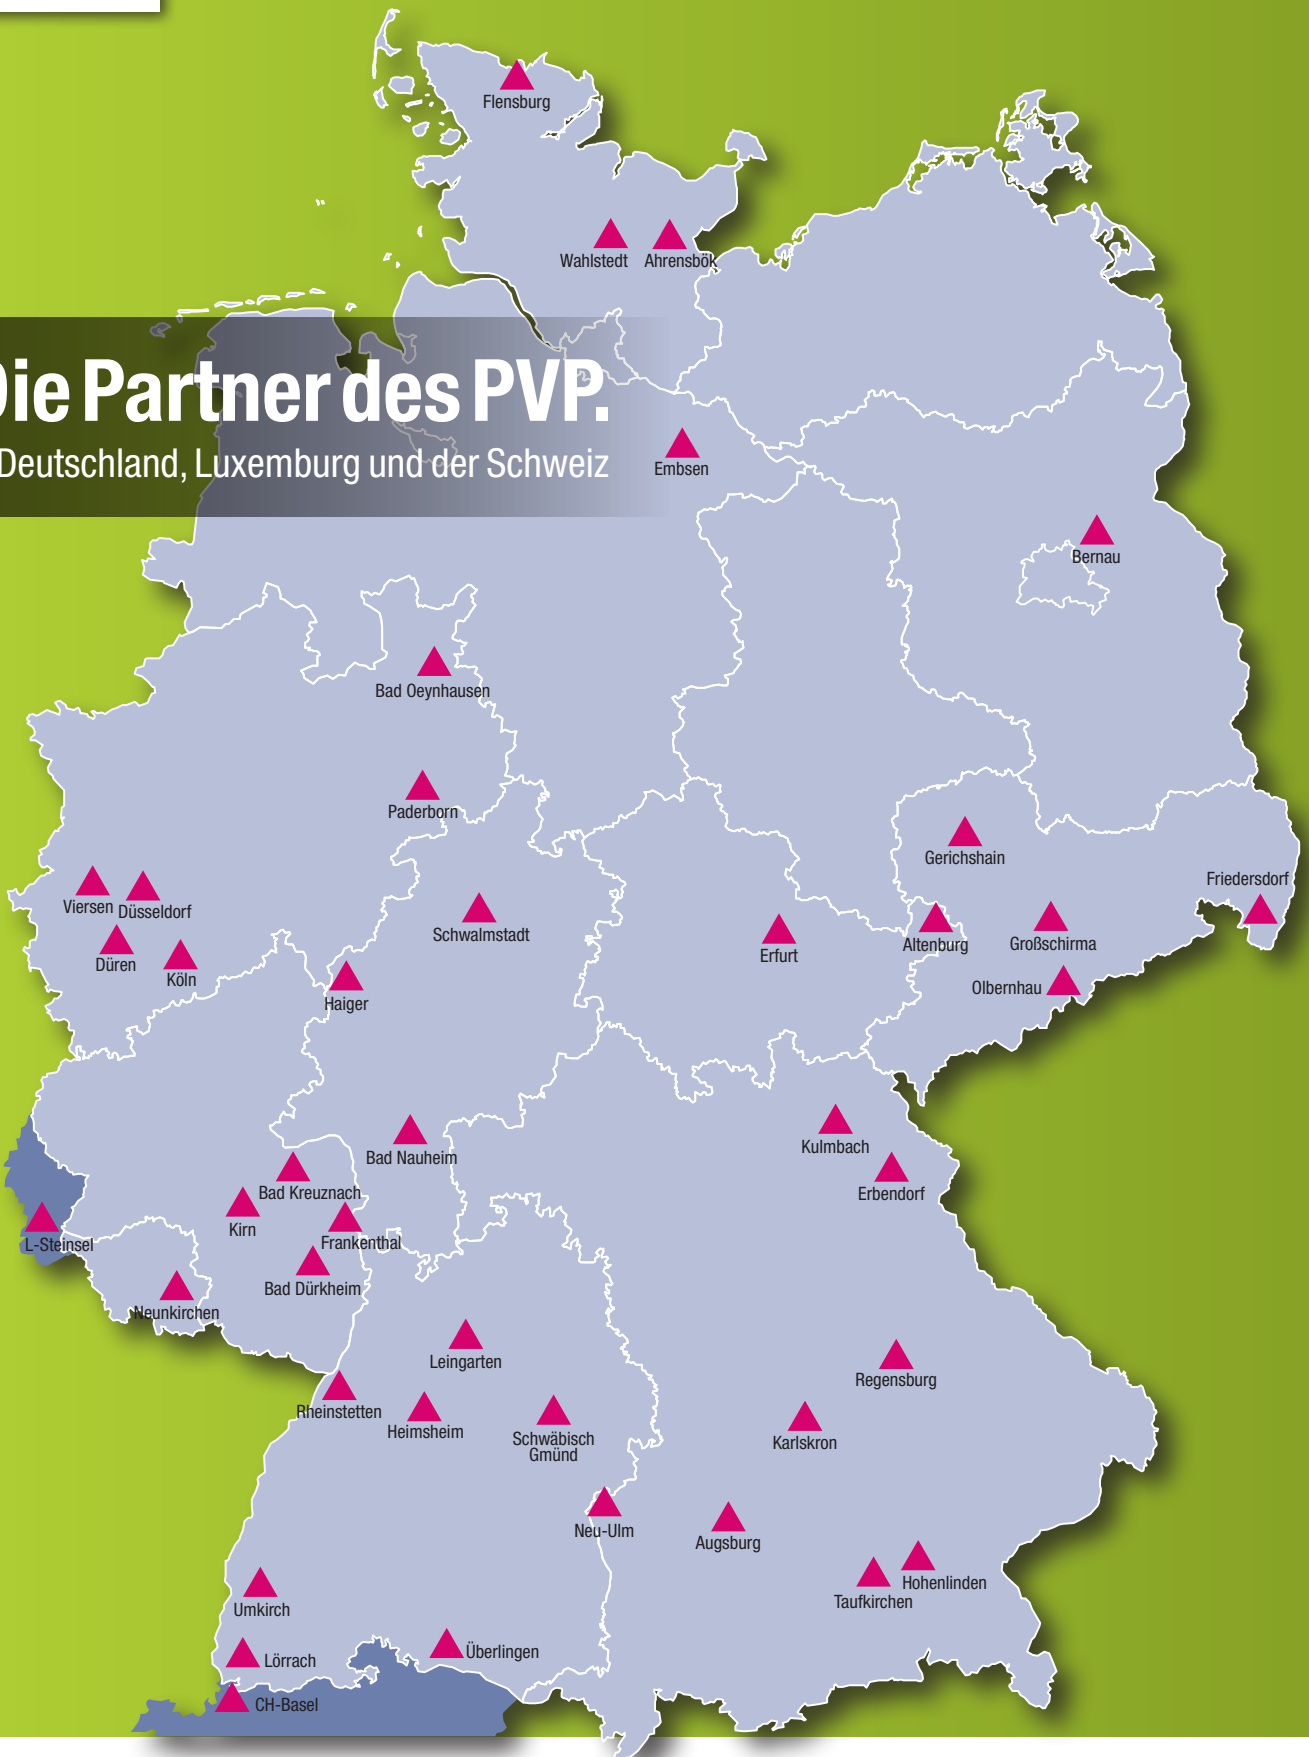 Flensburg
Wahlstedt
Ahrensbök
Die Partner des PVP.
Deutschland, Luxemburg und der Schweiz
Embsen
Bernau
Bad Oeynhausen
Paderborn
Gerichshain
Friedersdorf
Viersen
Düsseldorf
Schwalmstadt
Altenburg
Großschirma
Erfurt
Düren
Köln
Olbernhau
Haiger
Kulmbach
Bad Nauheim
Erbendorf
Bad Kreuznach
Kirn
Frankenthal
L-Steinsel
Bad Dürkheim
Neunkirchen
Leingarten
Regensburg
Rheinstetten
Heimsheim
Schwäbisch
Gmünd
Karlskron
Neu-Ulm
Augsburg
Hohenlinden
Taufkirchen
Umkirch
Überlingen
Lörrach
CH-Basel